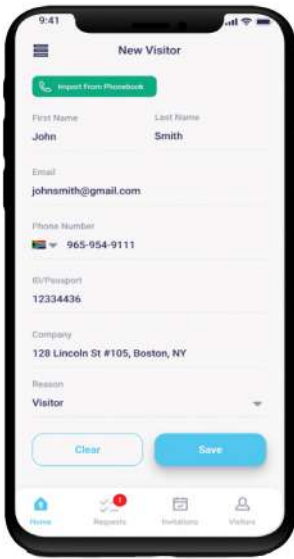 9:41
New Visitor
Import From Phonebook
First Name Last Name
John Smith
Email
johnsmith@gmail.com
Phone Number
965-954-9111
ID/Passport
12334436
Company
128 Lincoln St #105, Boston, NY
Reason
Visitor
Clear Save
1
Home Requests Invitations Visitors